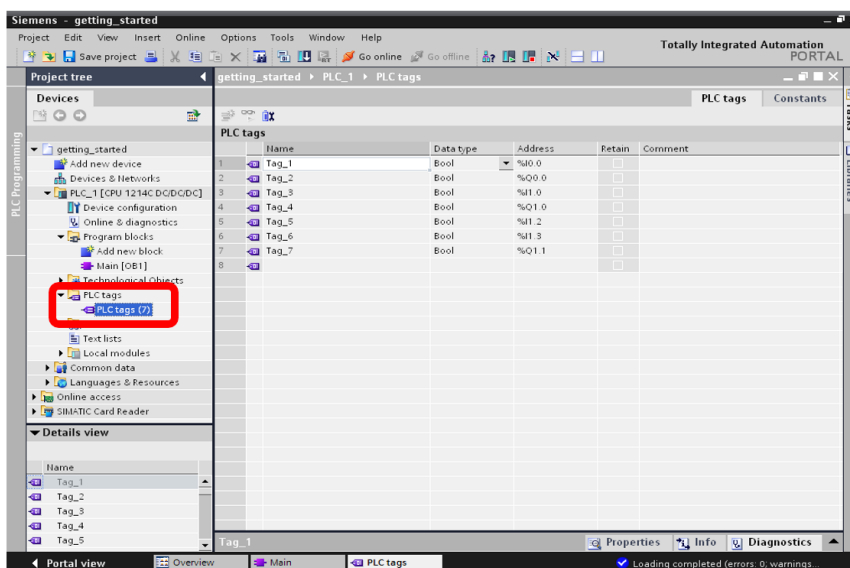 Siemens - getting_started
Project Edit View Insert Online Options Tools Window Help
Totally Integrated Automation
PORTAL
Save project Go online Go offline
Project tree
getting_started PLC_1 PLC tags
Devices
PLC tags Constants
Tasks
Libraries
PLC Programming
PLC tags
Name Data type Address Retain Comment
1 Tag_1 Bool %I0.0
2 Tag_2 Bool %Q0.0
3 Tag_3 Bool %I1.0
4 Tag_4 Bool %Q1.0
5 Tag_5 Bool %I1.2
6 Tag_6 Bool %I1.3
7 Tag_7 Bool %Q1.1
8
getting_started
Add new device
Devices & Networks
PLC_1 [CPU 1214C DC/DC/DC]
Device configuration
Online & diagnostics
Program blocks
Add new block
Main [OB1]
Technological Objects
PLC tags
PLC tags (7)
Text lists
Local modules
Common data
Languages & Resources
Online access
SIMATIC Card Reader
Details view
Name
Tag_1
Tag_2
Tag_3
Tag_4
Tag_5
Tag_1
Properties Info Diagnostics
Portal view Overview Main PLC tags
Loading completed (errors: 0; warnings...